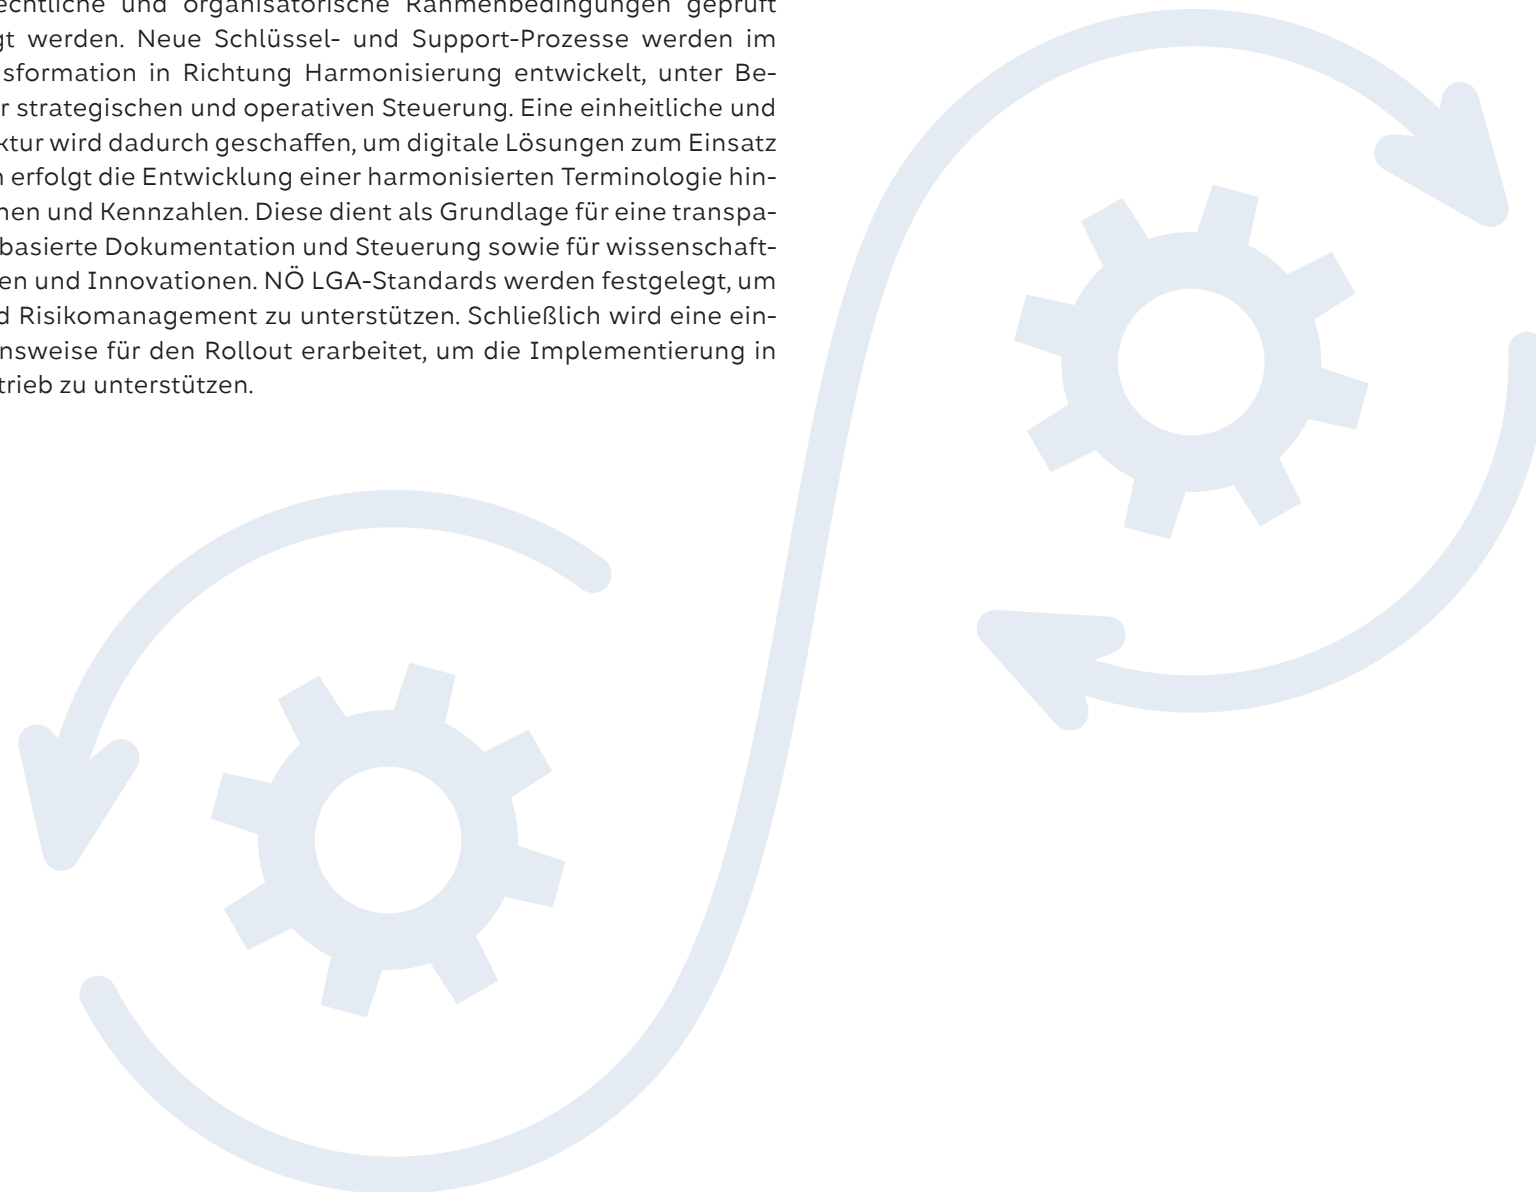 echtliche und organisatorische Rahmenbedingungen geprüft
gt werden. Neue Schlüssel- und Support-Prozesse werden im
sformation in Richtung Harmonisierung entwickelt, unter Be-
r strategischen und operativen Steuerung. Eine einheitliche und
ktur wird dadurch geschaffen, um digitale Lösungen zum Einsatz
n erfolgt die Entwicklung einer harmonisierten Terminologie hin-
nen und Kennzahlen. Diese dient als Grundlage für eine transpa-
basierte Dokumentation und Steuerung sowie für wissenschaft-
en und Innovationen. NÖ LGA-Standards werden festgelegt, um
d Risikomanagement zu unterstützen. Schließlich wird eine ein-
nsweise für den Rollout erarbeitet, um die Implementierung in
trieb zu unterstützen.